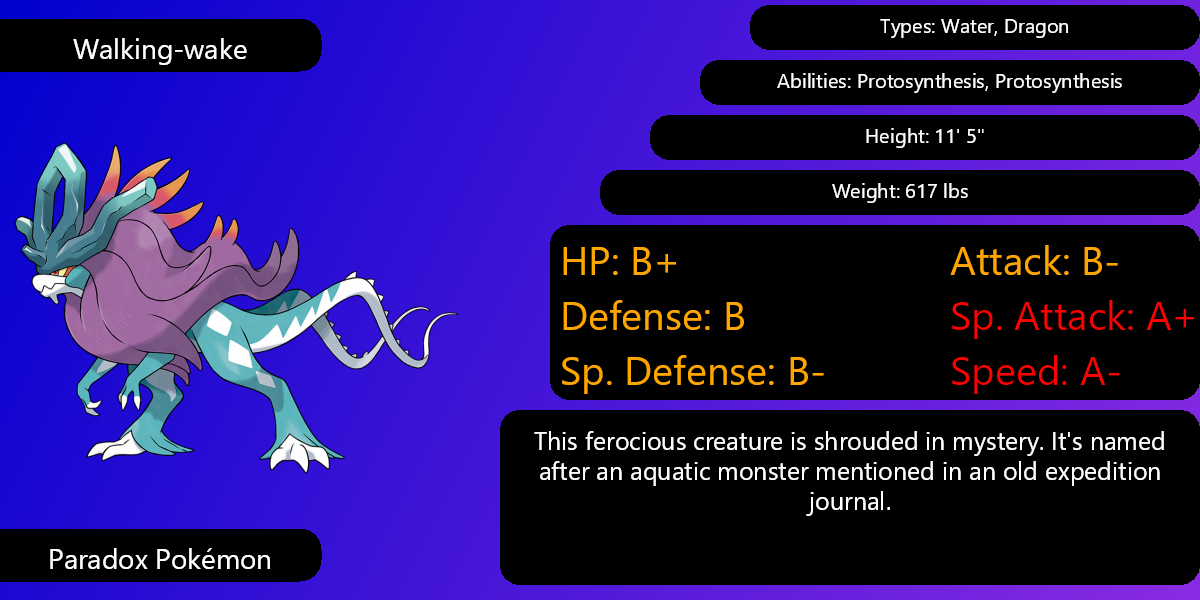 Walking-wake
Types: Water, Dragon
Abilities: Protosynthesis, Protosynthesis
Height: 11' 5"
Weight: 617 lbs
HP: B+
Attack: B-
Defense: B
Sp. Attack: A+
Sp. Defense: B-
Speed: A-
This ferocious creature is shrouded in mystery. It's named
after an aquatic monster mentioned in an old expedition
journal.
Paradox Pokémon